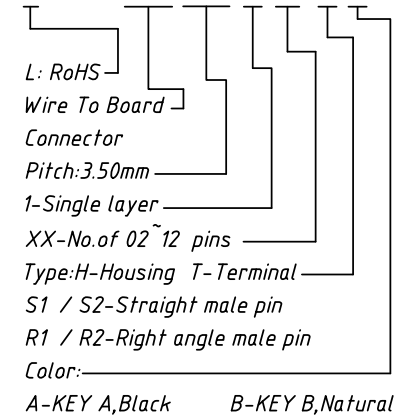 L: RoHS
Wire To Board
Connector
Pitch:3.50mm
1-Single layer
XX-No.of 02~12 pins
Type:H-Housing T-Terminal
S1 / S2-Straight male pin
R1 / R2-Right angle male pin
Color:
A-KEY A,Black B-KEY B,Natural